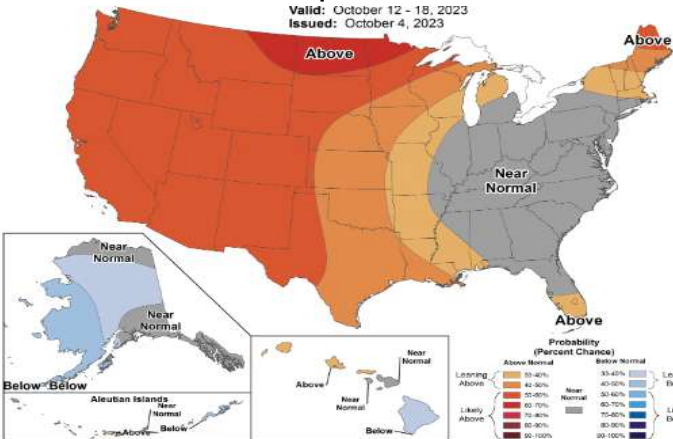 Valid: October 12 - 18, 2023
Issued: October 4, 2023
Above
Above
Near
Normal
Above
Near
Normal
Near
Normal
Below Below
Aleutian Islands
Near
Normal
Above
Below
Near
Normal
Above
Near
Normal
Below
Probability
(Percent Chance)
Above Normal
Below Normal
Leaning
Above
33-40%
40-50%
Likely
Above
50-60%
60-70%
70-80%
80-90%
90-100%
Near
Normal
33-40%
40-50%
50-60%
60-70%
70-80%
80-90%
90-100%